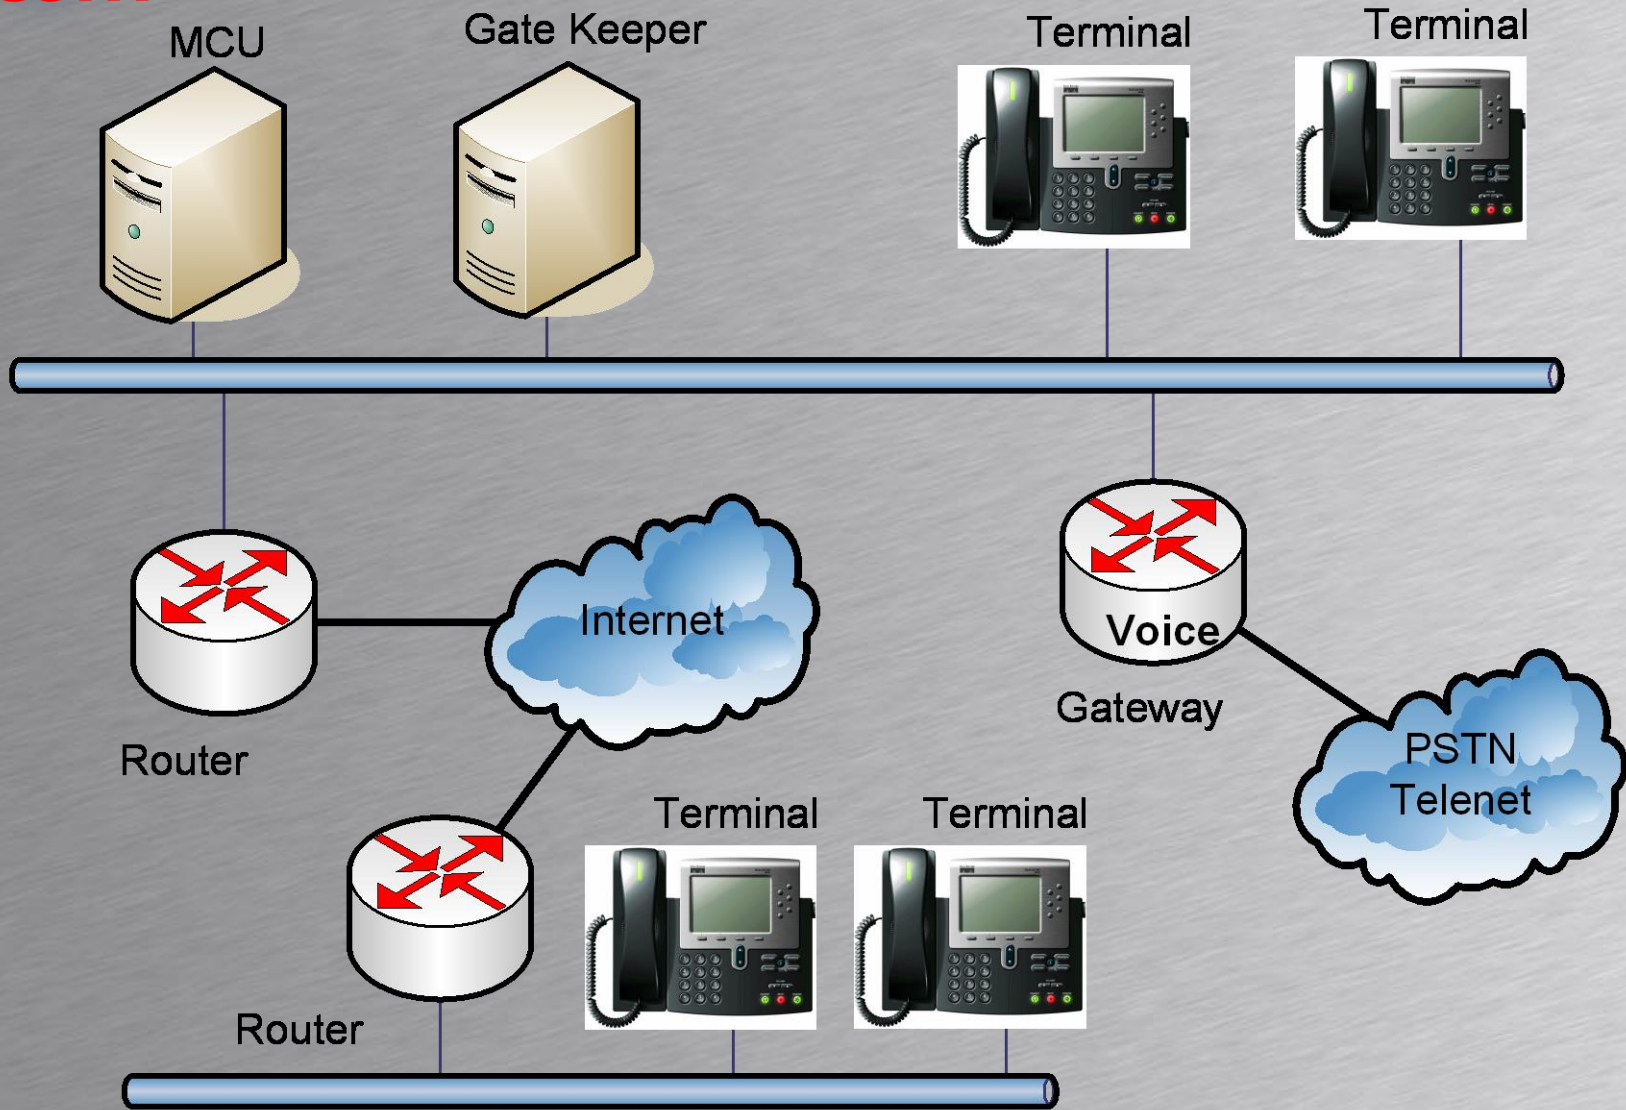 MCU
Gate Keeper
Terminal
Terminal
Internet
Voice
Gateway
Router
PSTN
Telenet
Terminal
Terminal
Router